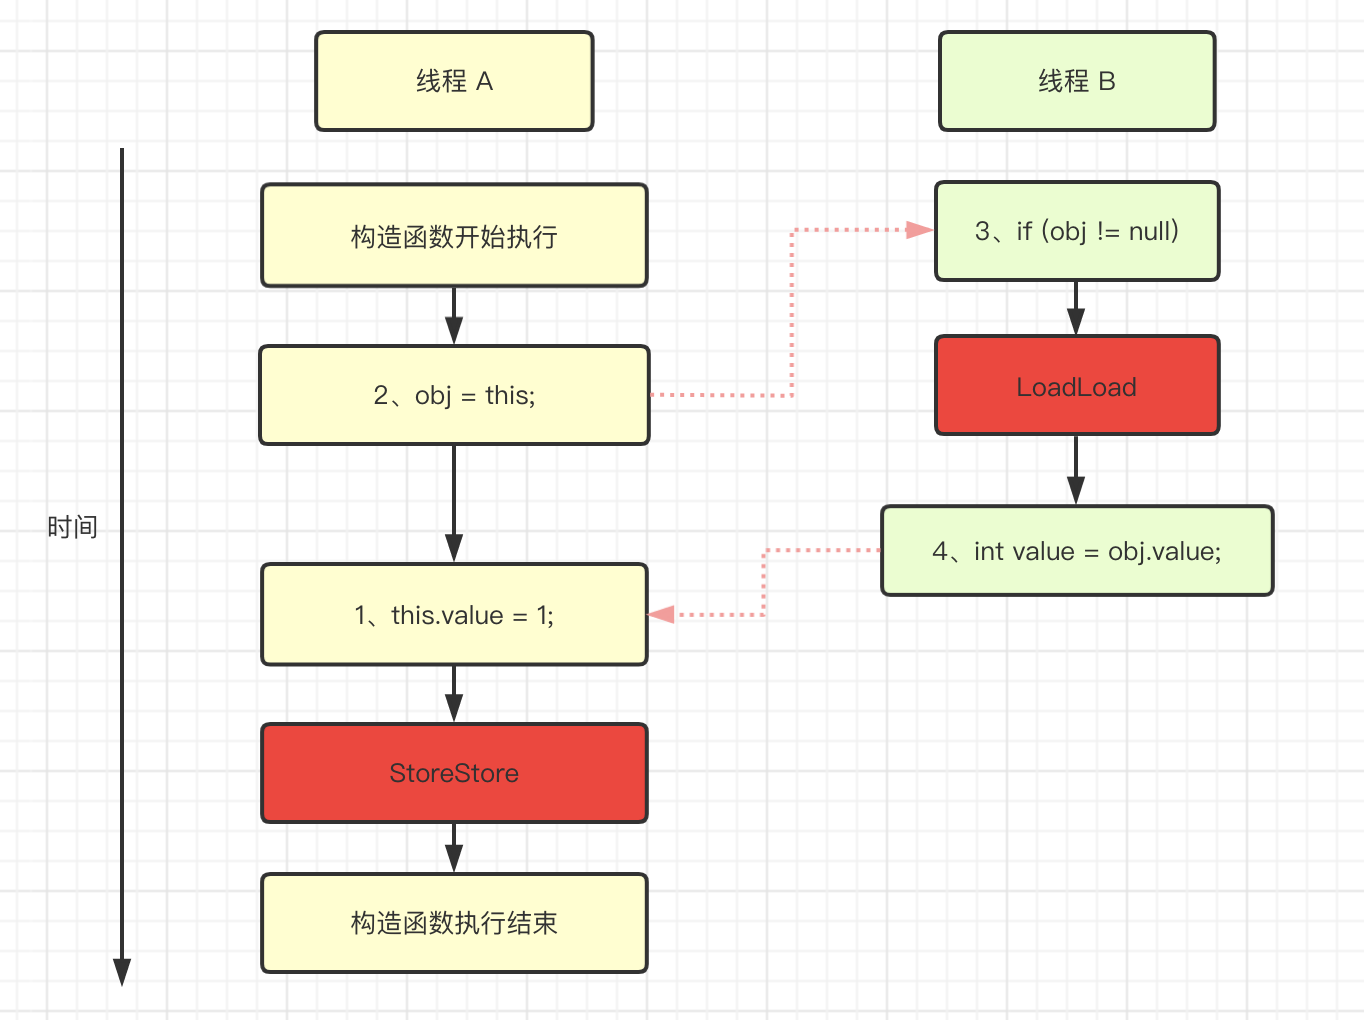 线程 A
线程 B
构造函数开始执行
3、if (obj != null)
2、obj = this;
LoadLoad
时间
4、int value = obj.value;
1、this.value = 1;
StoreStore
构造函数执行结束